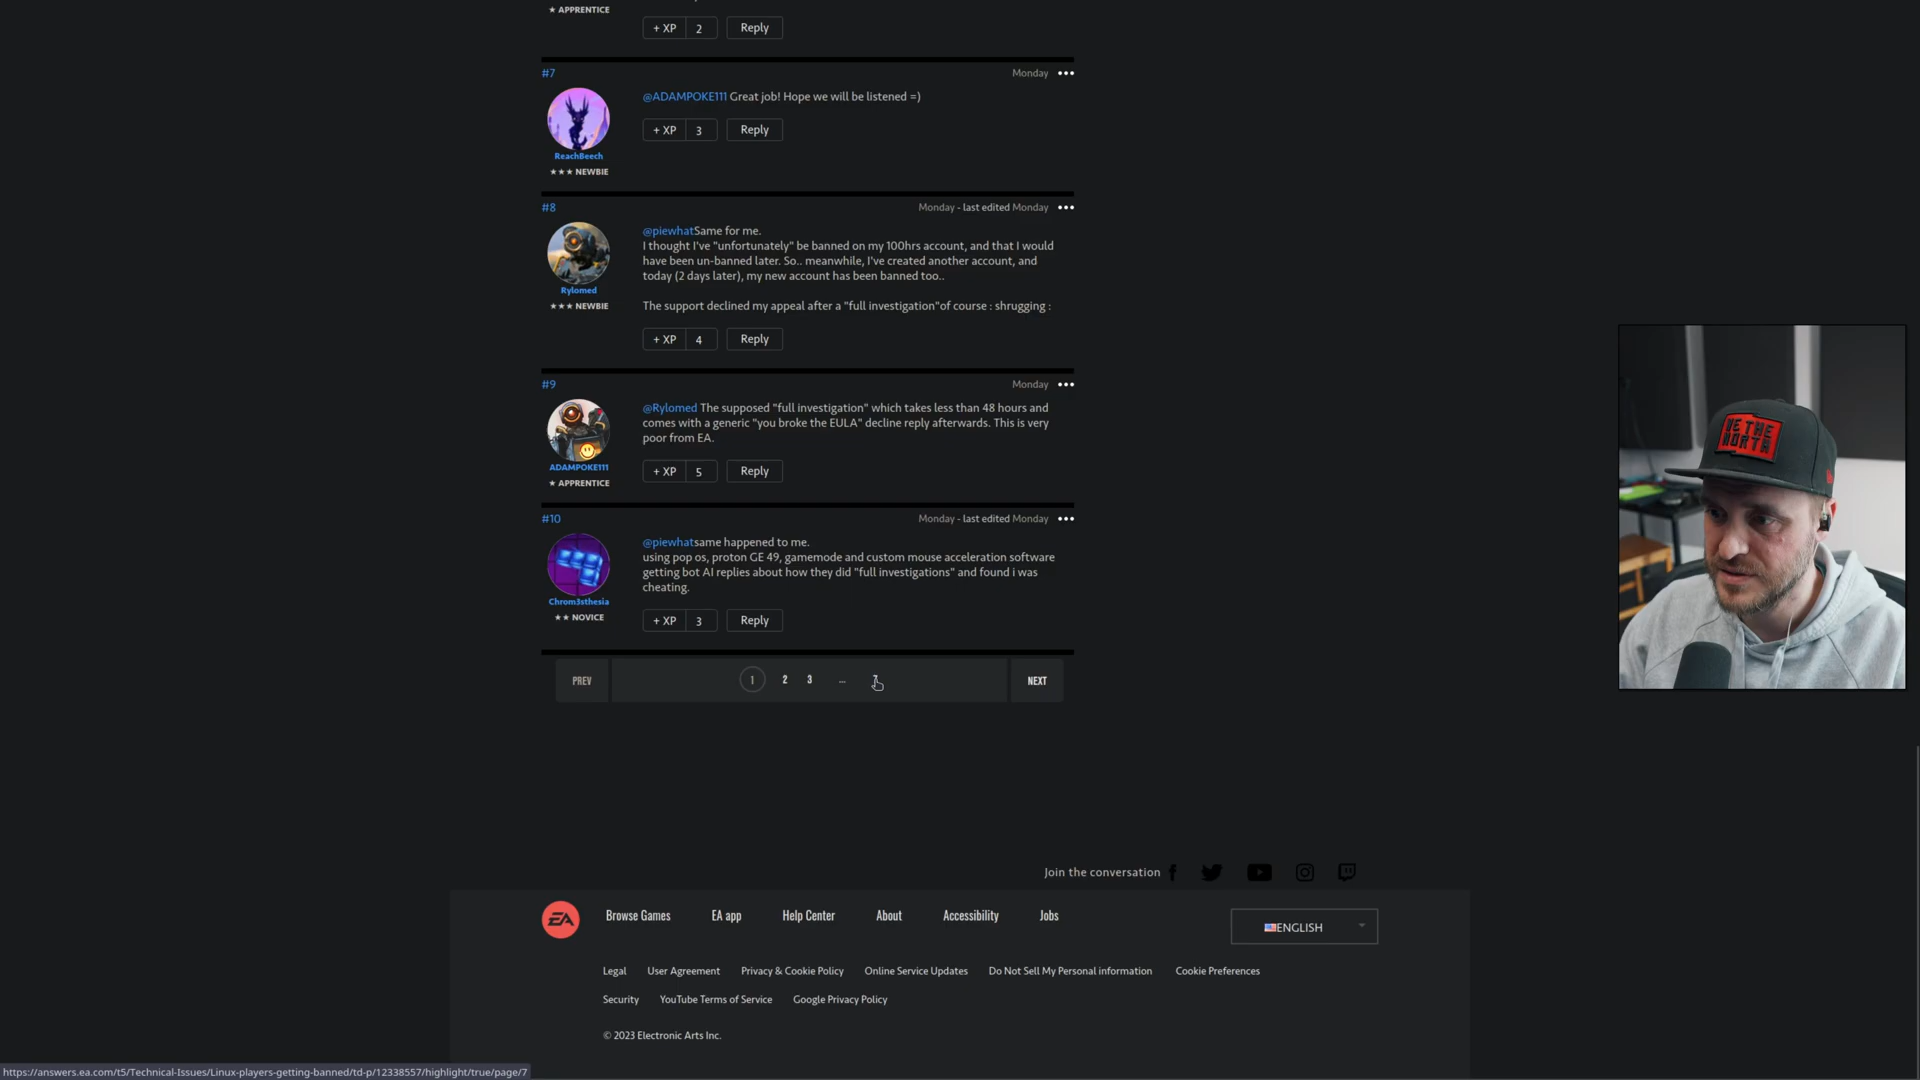 ★ APPRENTICE
+ XP 2 Reply
#7 Monday •••
@ADAMPOKE111 Great job! Hope we will be listened =)
+ XP 3 Reply
ReachBeech
★★★ NEWBIE
#8 Monday - last edited Monday •••
@piewhatSame for me.
I thought I've "unfortunately" be banned on my 100hrs account, and that I would
have been un-banned later. So.. meanwhile, I've created another account, and
today (2 days later), my new account has been banned too..
The support declined my appeal after a "full investigation"of course : shrugging :
Rylomed
★★★ NEWBIE
+ XP 4 Reply
#9 Monday •••
@Rylomed The supposed "full investigation" which takes less than 48 hours and
comes with a generic "you broke the EULA" decline reply afterwards. This is very
poor from EA.
ADAMPOKE111
★ APPRENTICE
+ XP 5 Reply
#10 Monday - last edited Monday •••
@piewhatsame happened to me.
using pop os, proton GE 49, gamemode and custom mouse acceleration software
getting bot AI replies about how they did "full investigations" and found i was
cheating.
Chrom3sthesia
★★ NOVICE
+ XP 3 Reply
PREV 1 2 3 ... NEXT
WE THE
NORTH
Join the conversation
EA Browse Games EA app Help Center About Accessibility Jobs
ENGLISH
Legal User Agreement Privacy & Cookie Policy Online Service Updates Do Not Sell My Personal information Cookie Preferences
Security YouTube Terms of Service Google Privacy Policy
© 2023 Electronic Arts Inc.
https://answers.ea.com/t5/Technical-Issues/Linux-players-getting-banned/td-p/12338557/highlight/true/page/7